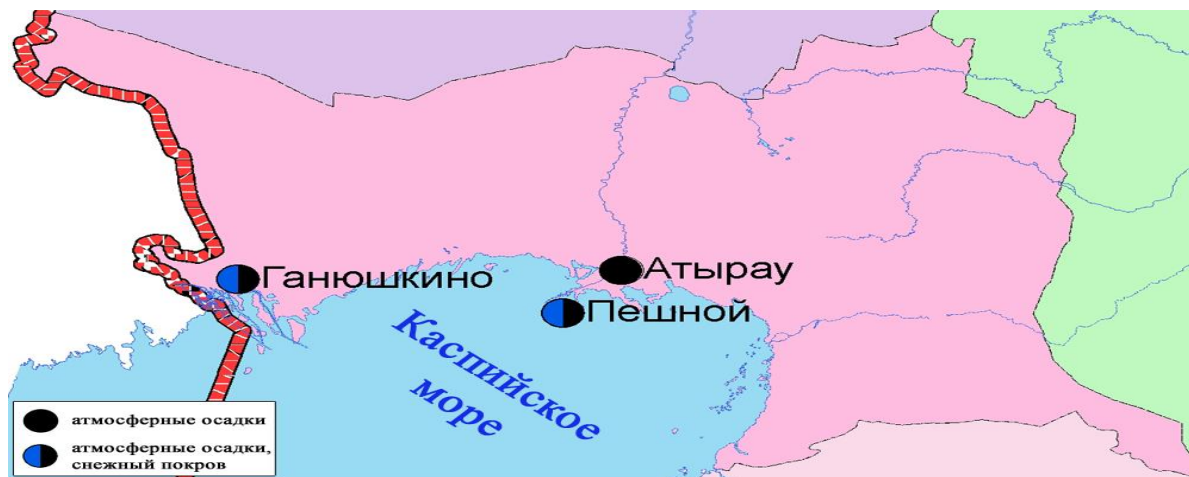 Ганюшкино
Атырау
Пешной
Каспийское
море
атмосферные осадки
атмосферные осадки,
снежный покров